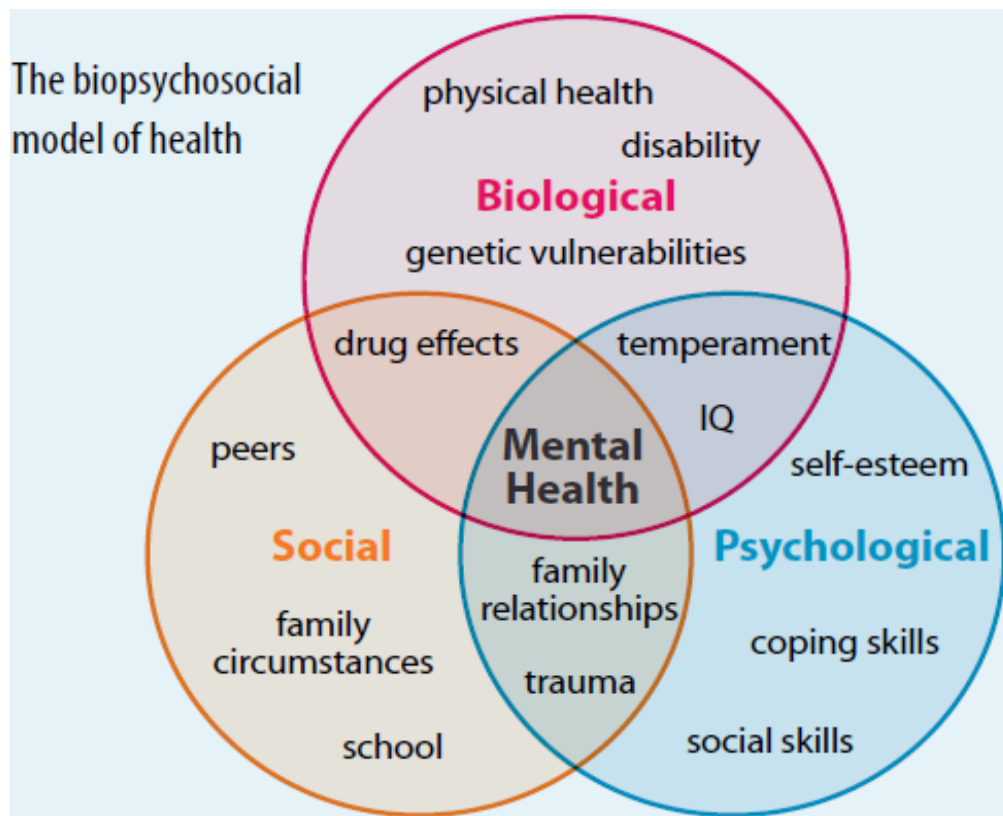 The biopsychosocial
model of health
physical health
disability
Biological
genetic vulnerabilities
drug effects
temperament
IQ
Mental
Health
peers
self-esteem
Social
Psychological
family
relationships
family
circumstances
coping skills
trauma
school
social skills